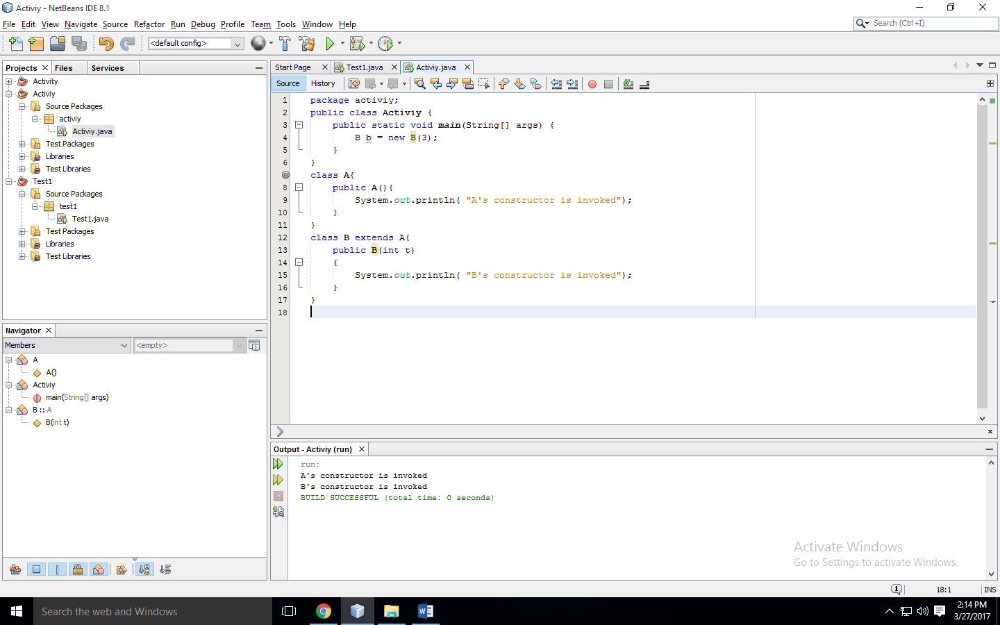 Activiy - NetBeans IDE 8.1
File Edit View Navigate Source Refactor Run Debug Profile Team Tools Window Help
Search (Ctrl+I)
<default config>
Projects Files Services
Activity
Activiy
Source Packages
activiy
Activiy.java
Test Packages
Libraries
Test Libraries
Test1
Source Packages
test1
Test1.java
Test Packages
Libraries
Test Libraries
Navigator
Members <empty>
A
A()
Activiy
main(String[] args)
B :: A
B(int t)
Start Page Test1.java Activiy.java
Source History
1 package activiy;
2 public class Activiy {
3 public static void main(String[] args) {
4 B b = new B(3);
5 }
6 }
class A{
8 public A(){
9 System.out.println( "A's constructor is invoked");
10 }
11 }
12 class B extends A{
13 public B(int t)
14 {
15 System.out.println( "B's constructor is invoked");
16 }
17 }
18
Output - Activiy (run)
run:
A's constructor is invoked
B's constructor is invoked
BUILD SUCCESSFUL (total time: 0 seconds)
Activate Windows
Go to Settings to activate Windows.
1 18:1 INS
Search the web and Windows
2:14 PM
3/27/2017